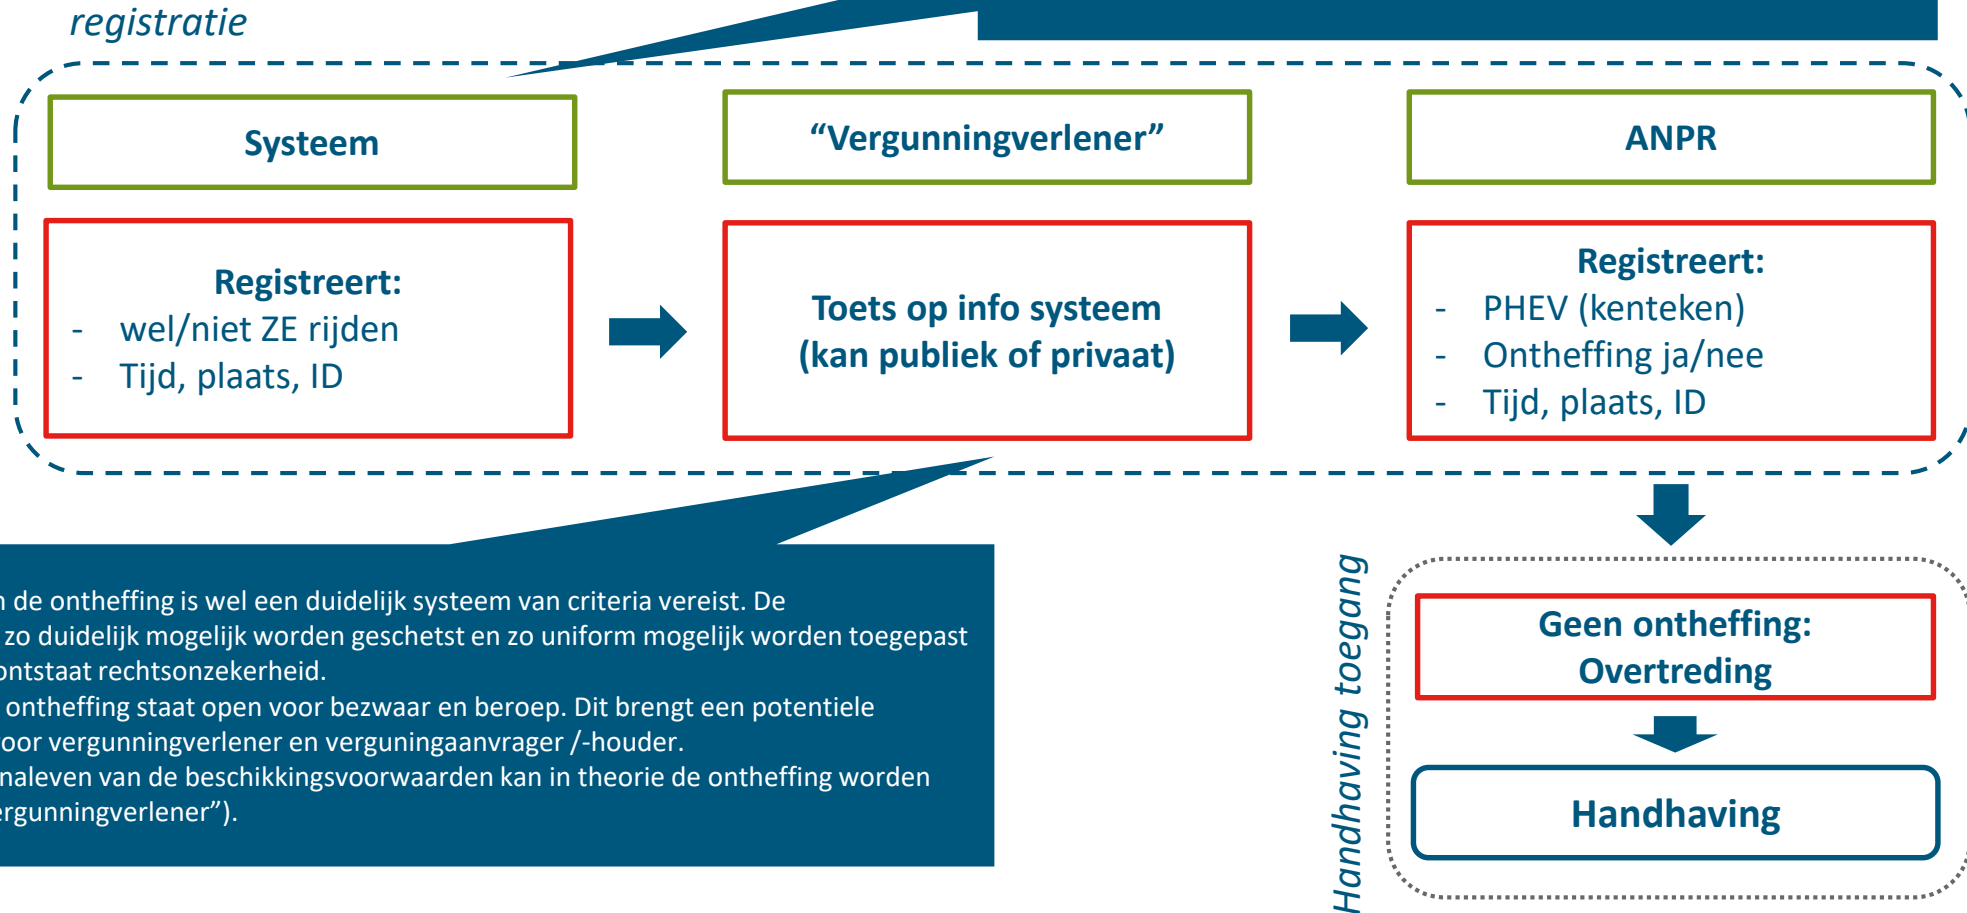 registratie
Systeem
“Vergunningverlener”
ANPR
Registreert:
- wel/niet ZE rijden
- Tijd, plaats, ID
Toets op info systeem
(kan publiek of privaat)
Registreert:
- PHEV (kenteken)
- Ontheffing ja/nee
- Tijd, plaats, ID
de ontheffing is wel een duidelijk systeem van criteria vereist. De
zo duidelijk mogelijk worden geschetst en zo uniform mogelijk worden toegepast
ontstaat rechtsonzekerheid.
ontheffing staat open voor bezwaar en beroep. Dit brengt een potentiele
voor vergunningverlener en verguningaanvrager /-houder.
naleven van de beschikkingsvoorwaarden kan in theorie de ontheffing worden
ergunningverlener”).
Handhaving toegang
Geen ontheffing:
Overtreding
Handhaving